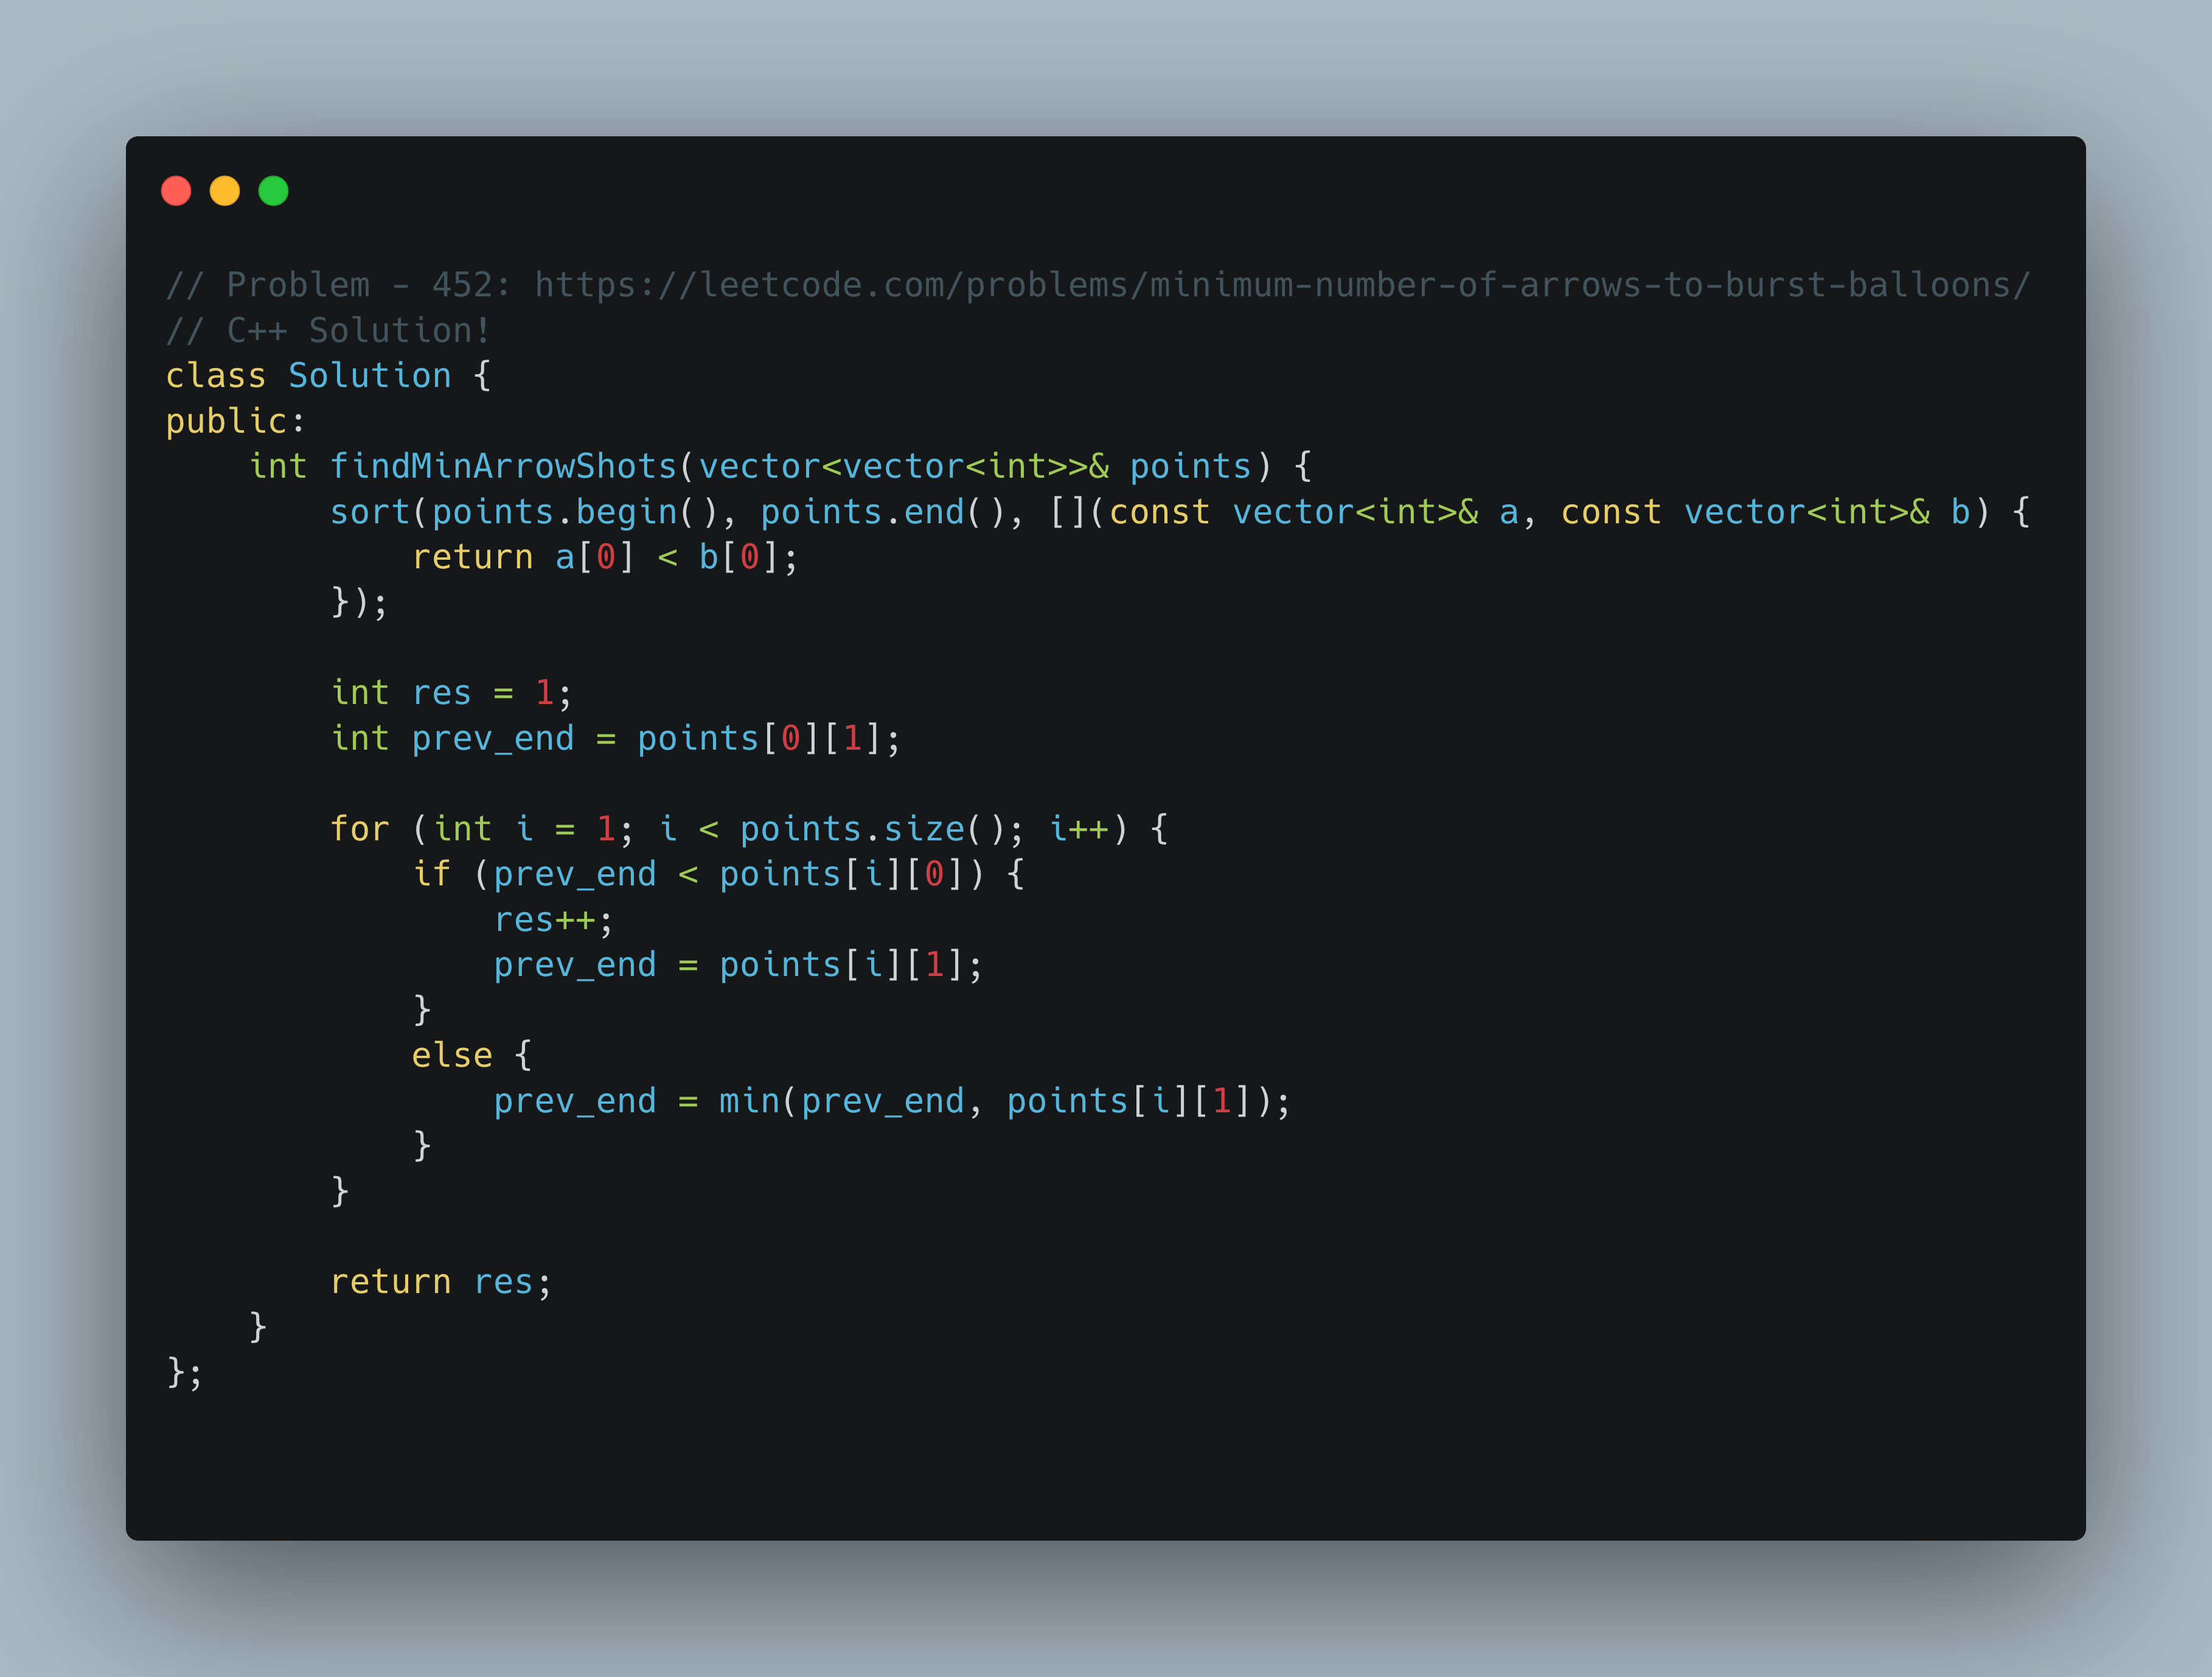 // Problem - 452: https://leetcode.com/problems/minimum-number-of-arrows-to-burst-balloons/
// C++ Solution!
class Solution {
public:
    int findMinArrowShots(vector<vector<int>>& points) {
        sort(points.begin(), points.end(), [](const vector<int>& a, const vector<int>& b) {
            return a[0] < b[0];
        });

        int res = 1;
        int prev_end = points[0][1];

        for (int i = 1; i < points.size(); i++) {
            if (prev_end < points[i][0]) {
                res++;
                prev_end = points[i][1];
            }
            else {
                prev_end = min(prev_end, points[i][1]);
            }
        }

        return res;
    }
};